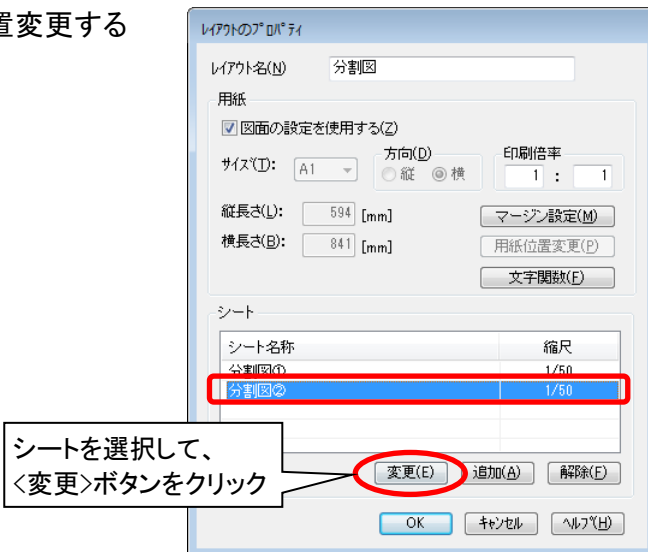 置変更する
レイアウトのプロパティ
レイアウト名(N) 分割図
用紙
図面の設定を使用する(Z)
サイズ(T): A1 方向(D) 縦 横 印刷倍率 1 : 1
縦長さ(L): 594 [mm] マージン設定(M)
横長さ(B): 841 [mm] 用紙位置変更(P)
文字関数(F)
シート
シート名称 縮尺
分割図① 1/50
分割図② 1/50
シートを選択して、
<変更>ボタンをクリック
変更(E) 追加(A) 解除(F)
OK キャンセル ヘルプ(H)